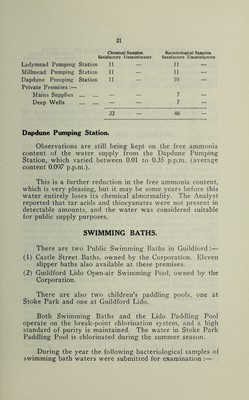 21
Chemical Samples. Bacteriological Samples.
Satisfactory. Unsatisfactory. Satisfactory. Unsatisfactory.
Ladymead Pumping Station 11 — 11 —
Millmead Pumping Station 11 — 11 —
Dapdune Pumping Station 11 — 10 —
Private Premises :—
Mains Supplies — — — — 7 —
Deep Wells — — — — 7 —
33 — 46 —
Dapdune Pumping Station.
Observations are still being kept on the free ammonia
content of the water supply from the Dapdune Pumping
Station, which varied between 0.01 to 0.35 p.p.m. (average
content 0.097 p.p.m.).
This is a further reduction in the free ammonia content,
which is very pleasing, but it may be some years before this
water entirely loses its chemical abnormality. The Analyst
reported that tar acids and thiocynates were not present in
detectable amounts, and the water was considered suitable
for public supply purposes.
SWIMMING BATHS.
There are two Public Swimming Baths in Guildford :—
(1) Castle Street Baths, owned by the Corporation. Eleven
slipper baths also available at these premises.
(2) Guildford Lido Open-air Swimming Pool, owned by the
Corporation.
There are also two children's paddling pools, one at
Stoke Park and one at Guildford Lido.
Both Swimming Baths and the Lido Paddling Pool
operate on the break-point chlorination system, and a high
standard of purity is maintained. The water in Stoke Park
Paddling Pool is chlorinated during the summer season.
During the year the following bacteriological samples of
swimming bath waters were submitted for examination :—